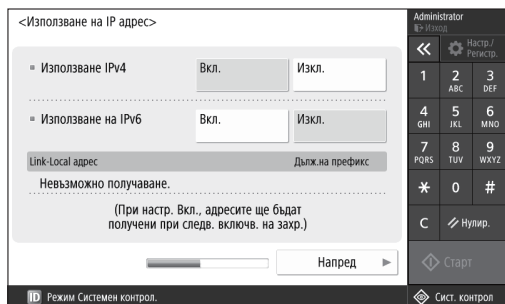 <Използване на IP адрес>
Използване IPv4
Вкл.
Изкл.
Използване на IPv6
Вкл.
Изкл.
Link-Local адрес
Дълж.на префикс
Невъзможно получаване.
(При настр. Вкл., адресите ще бъдат
получени при следв. включв. на захр.)
Напред
ID Режим Системен контрол.
Administrator
Изход
Настр./
Регистр.
1
2 ABC
3 DEF
4 GHI
5 JKL
6 MNO
7 PQRS
8 TUV
9 WXYZ
*
0
#
C
Нулир.
Старт
Сист. контрол